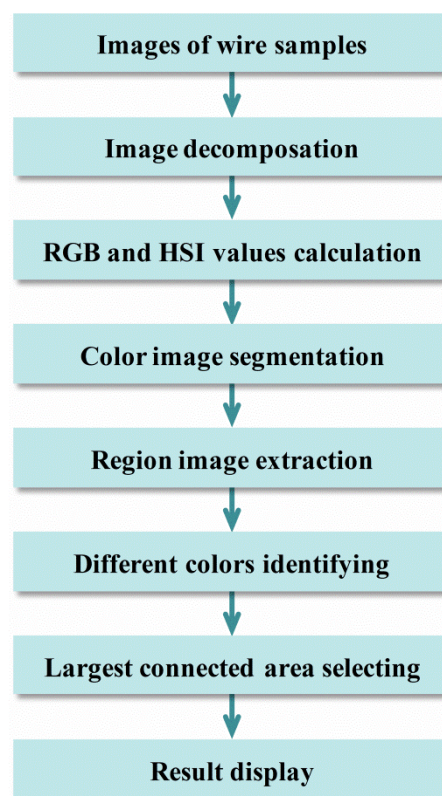 Images of wire samples
Image decomposation
RGB and HSI values calculation
Color image segmentation
Region image extraction
Different colors identifying
Largest connected area selecting
Result display